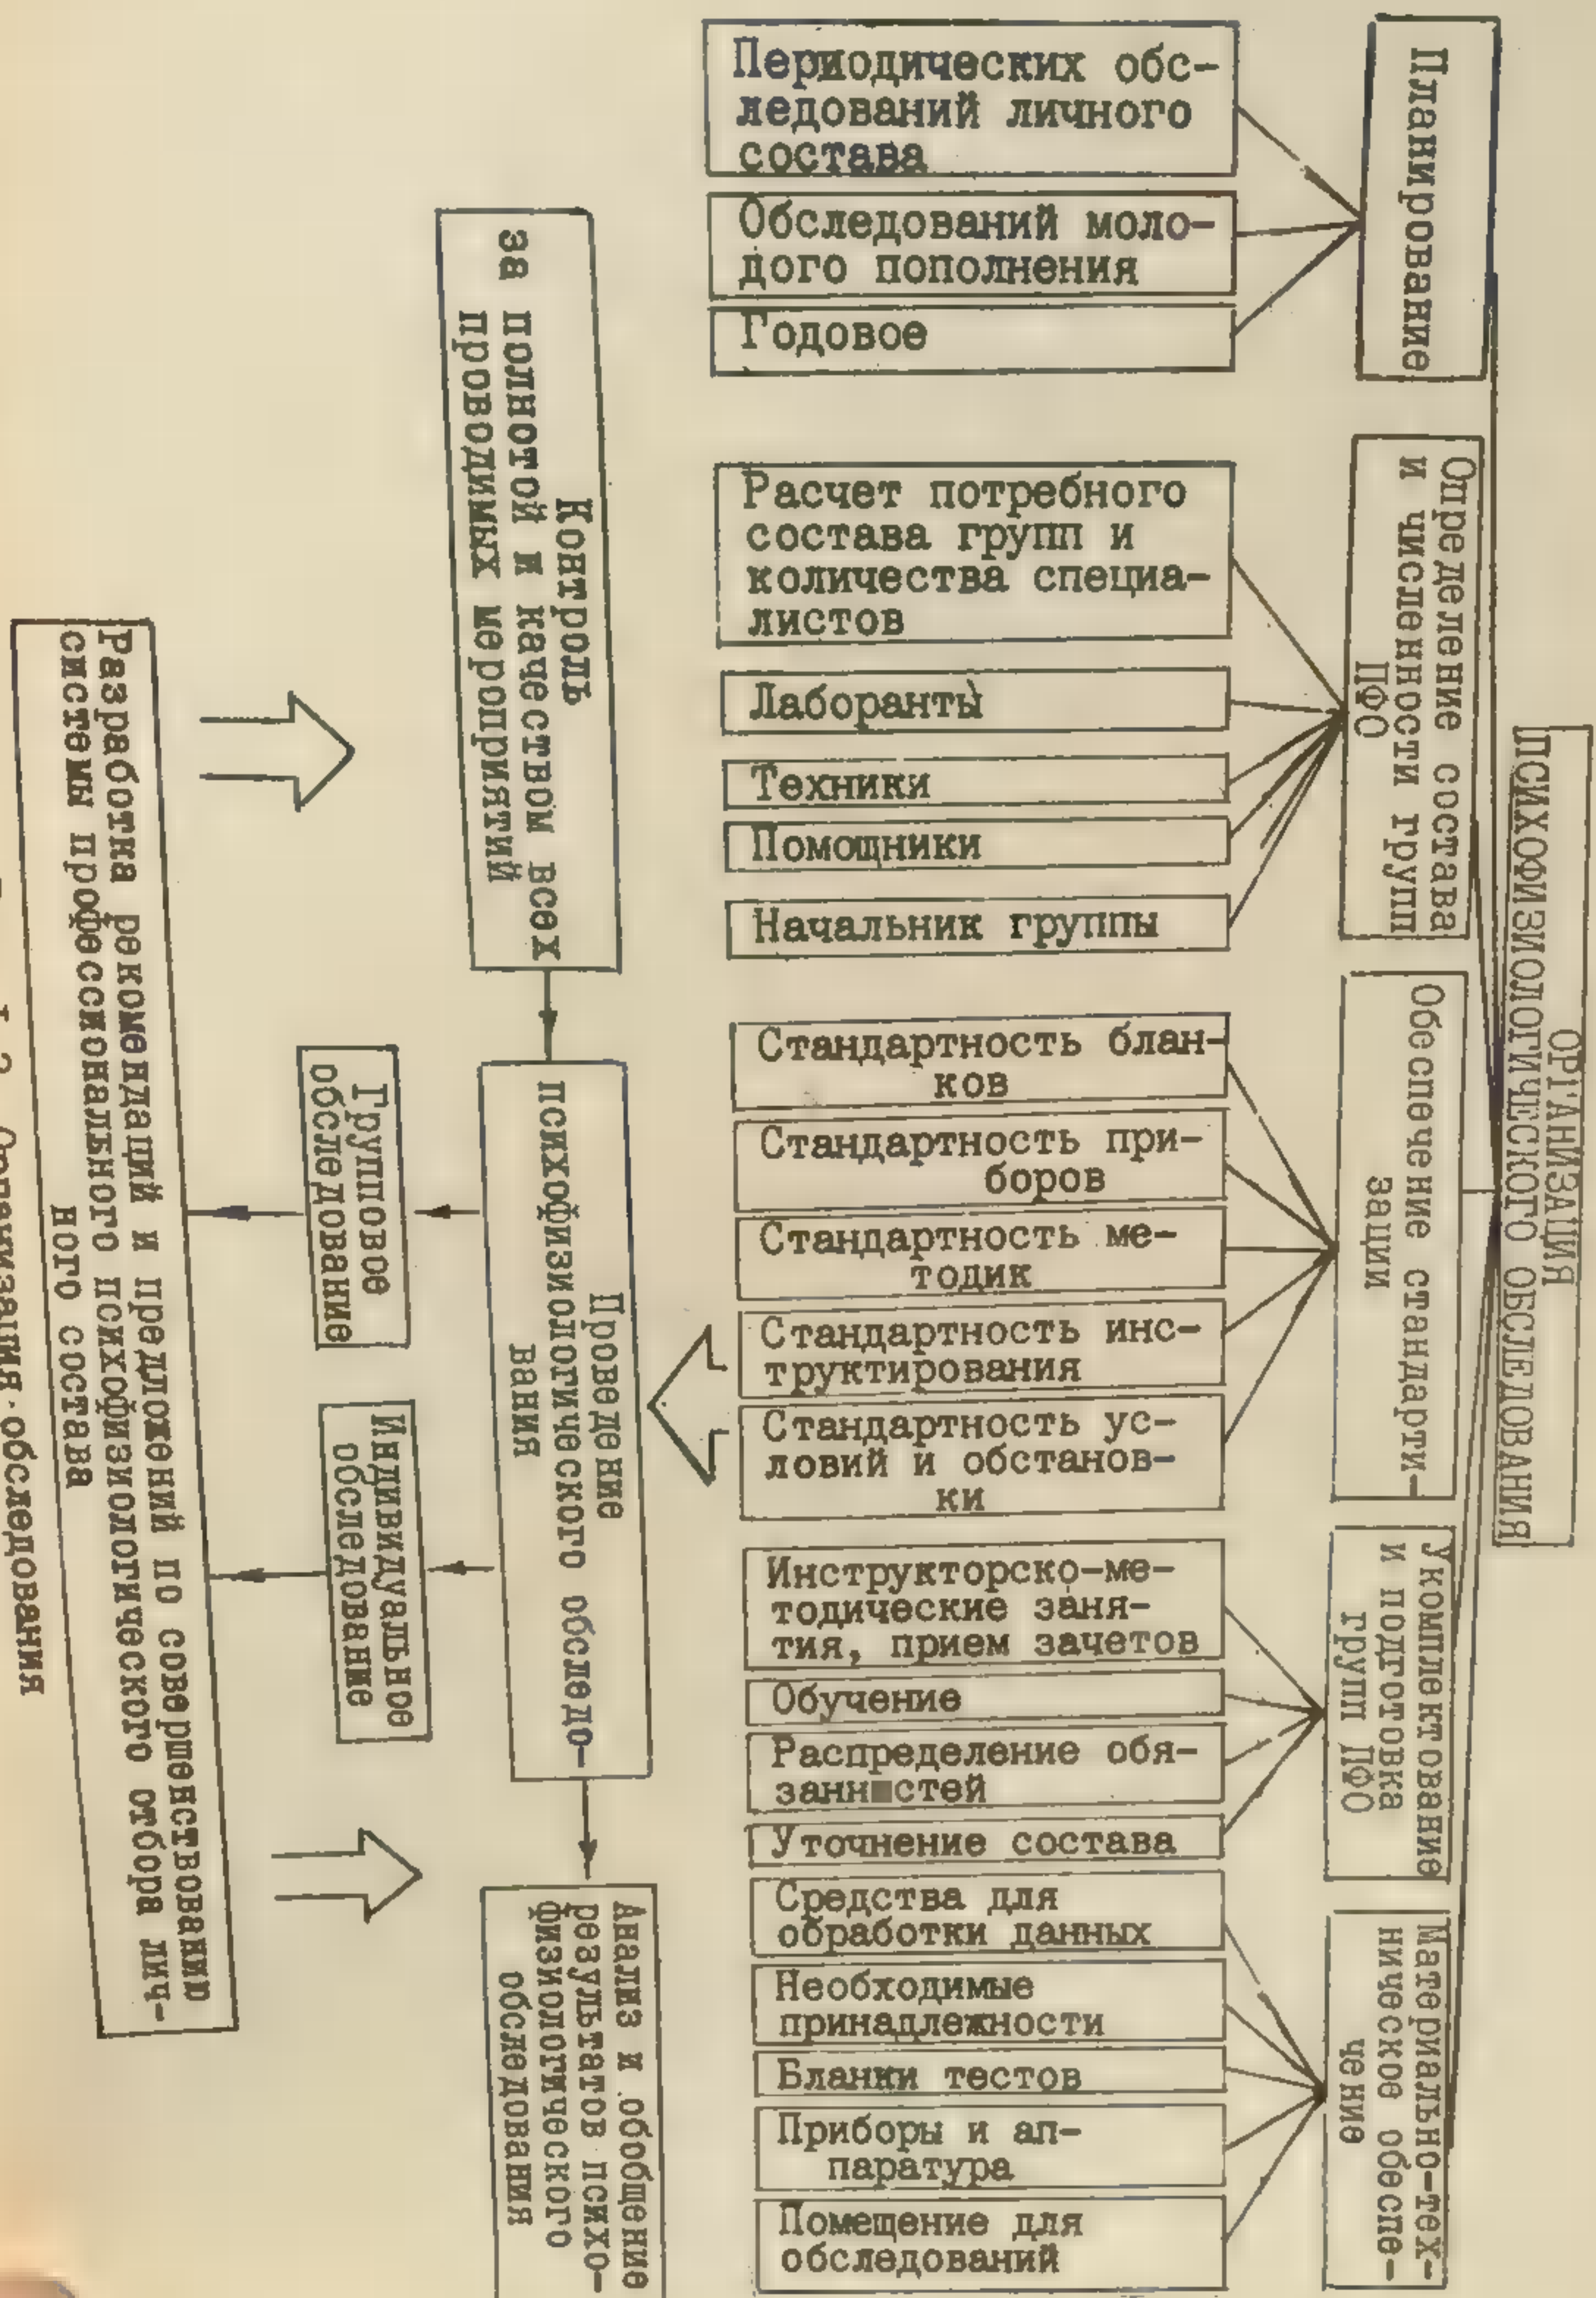 ОРГАНИЗАЦИЯ
ПСИХОФИЗИОЛОГИЧЕСКОГО ОБСЛЕДОВАНИЯ
Планирование
Периодических обс-
ледований личного
состава
Обследований моло-
дого пополнения
Годовое
Определение состава
и численности групп
ПФО
Расчет потребного
состава групп и
количества специа-
листов
Лаборанты
Техники
Помощники
Начальник группы
Обеспечение стандарти-
зации
Стандартность блан-
ков
Стандартность при-
боров
Стандартность ме-
тодик
Стандартность инс-
труктирования
Стандартность ус-
ловий и обстанов-
ки
Укомплектование
и подготовка
групп ПФО
Инструкторско-ме-
тодические заня-
тия, прием зачетов
Обучение
Распределение обя-
занностей
Уточнение состава
Материально-тех-
ническое обеспе-
чение
Средства для
обработки данных
Необходимые
принадлежности
Бланки тестов
Приборы и ап-
паратура
Помещение для
обследований
Контроль
за полнотой и качеством всех
проводимых мероприятий
Проведение
психофизиологического обследо-
вания
Анализ и обобщение
результатов психо-
физиологического
обследования
Групповое
обследование
Индивидуальное
обследование
Разработка рекомендаций и предложений по совершенствованию
системы профессионального психофизиологического отбора лич-
ного состава
Организация обследования